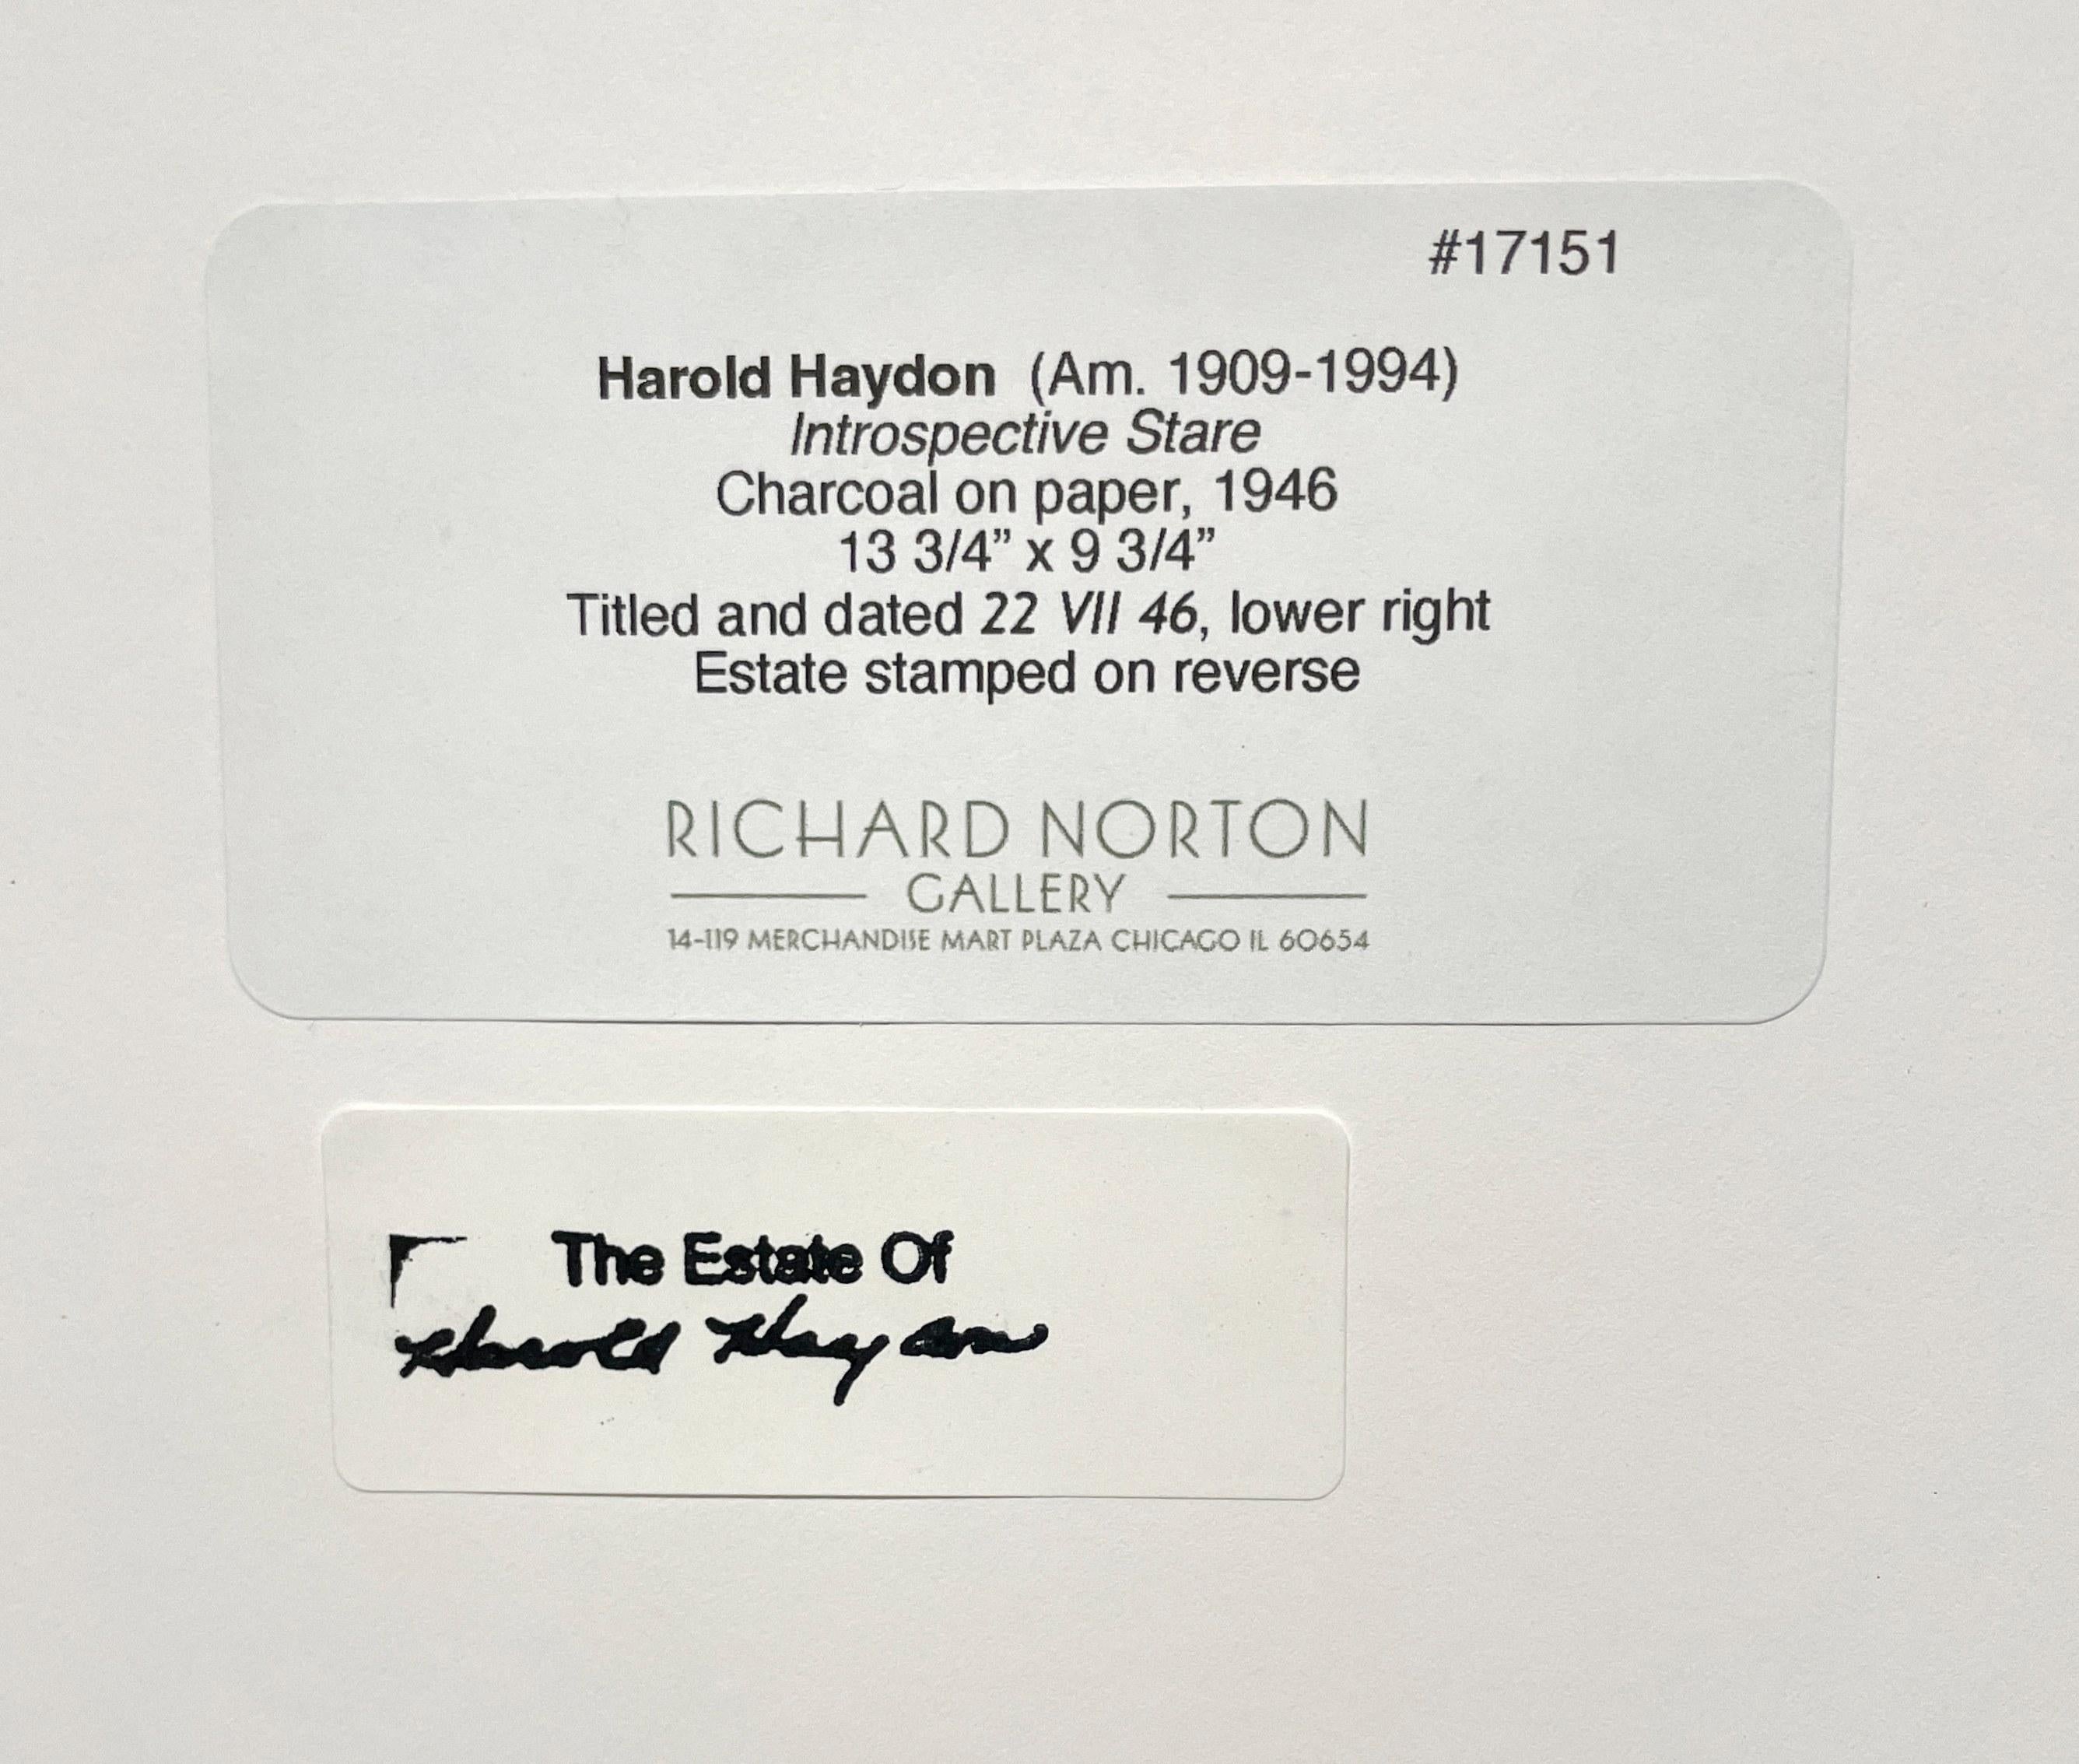 #17151
Harold Haydon (Am. 1909-1994)
Introspective Stare
Charcoal on paper, 1946
13 3/4” x 9 3/4”
Titled and dated 22 VII 46, lower right
Estate stamped on reverse
RICHARD NORTON
GALLERY
14-119 MERCHANDISE MART PLAZA CHICAGO IL 60654
The Estate Of
Harold Haydon